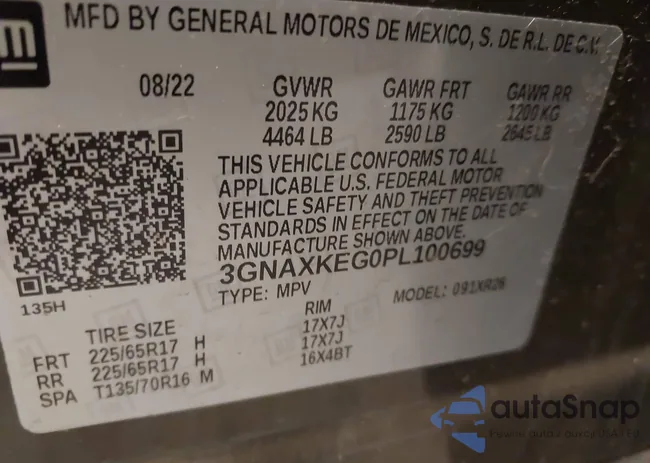 m
MFD BY GENERAL MOTORS DE MEXICO, S. DE R.L. DE C.V.
08/22 GVWR GAWR FRT GAWR RR
2025 KG 1175 KG 1200 KG
4464 LB 2590 LB 2645 LB
THIS VEHICLE CONFORMS TO ALL
APPLICABLE U.S. FEDERAL MOTOR
VEHICLE SAFETY AND THEFT PREVENTION
STANDARDS IN EFFECT ON THE DATE OF
MANUFACTURE SHOWN ABOVE.
3GNAXKEG0PL100699
135H TYPE: MPV MODEL: 091XR26
TIRE SIZE RIM
FRT 225/65R17 H 17X7J
RR 225/65R17 H 17X7J
SPA T135/70R16 M 16X4BT
autaSnap